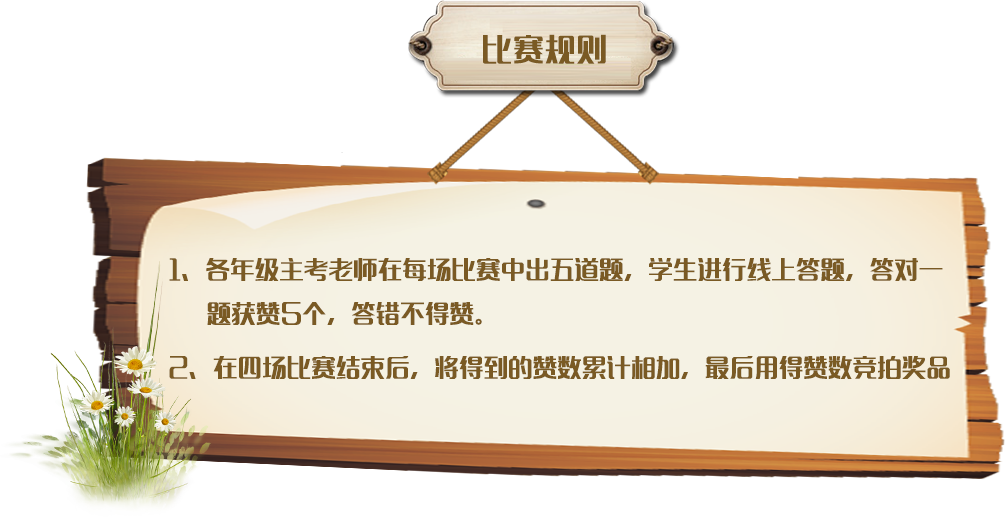 比赛规则
1、各年级主考老师在每场比赛中出五道题，学生进行线上答题，答对一
题获赞5个，答错不得赞。
2、在四场比赛结束后，将得到的赞数累计相加，最后用得赞数竞拍奖品